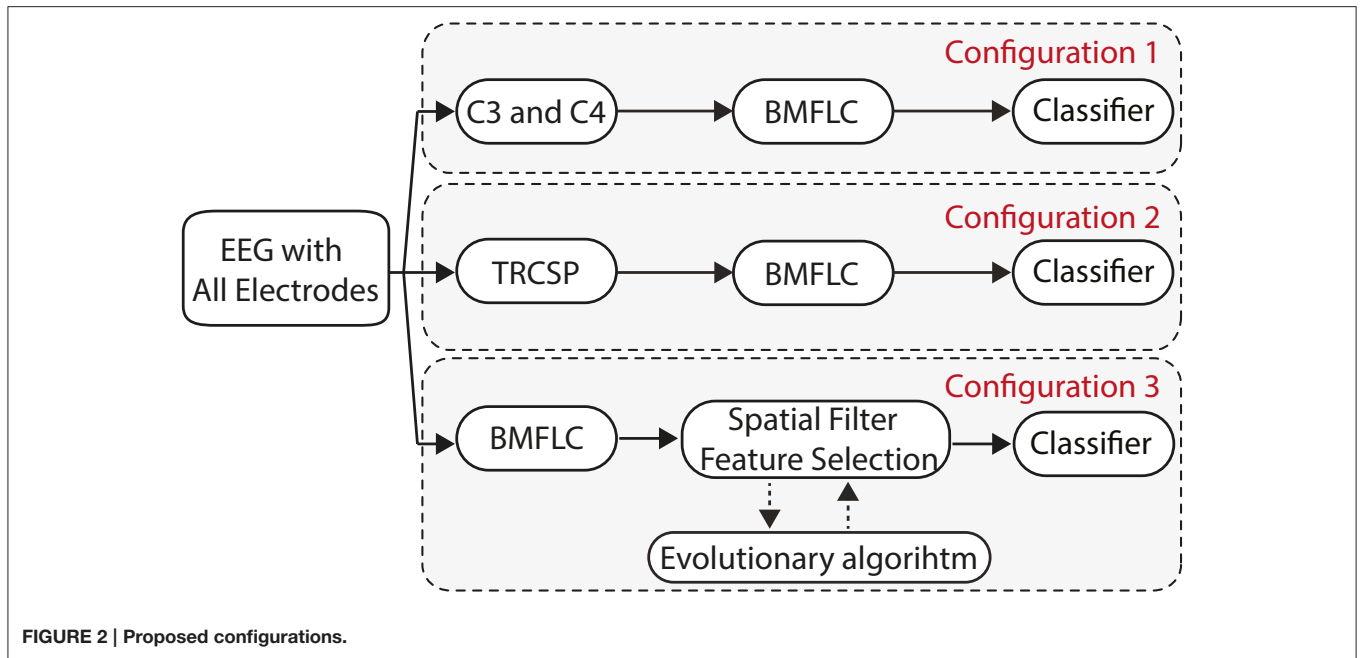 Configuration 1
C3 and C4
BMFLC
Classifier
EEG with
All Electrodes
Configuration 2
TRCSP
BMFLC
Classifier
Configuration 3
BMFLC
Spatial Filter
Feature Selection
Classifier
Evolutionary algorihtm
FIGURE 2 | Proposed configurations.